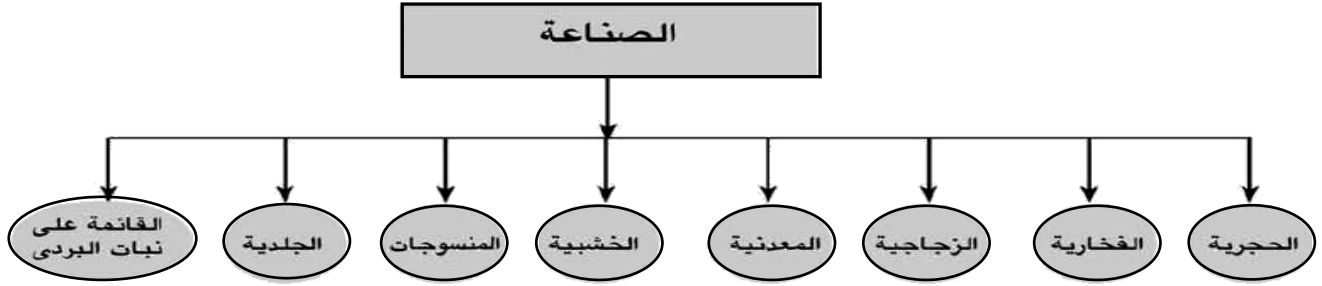 الصناعة
الحجرية
الفخارية
الزجاجية
المعدنية
الخشبية
المنسوجات
الجلدية
القائمة على
نبات البردى